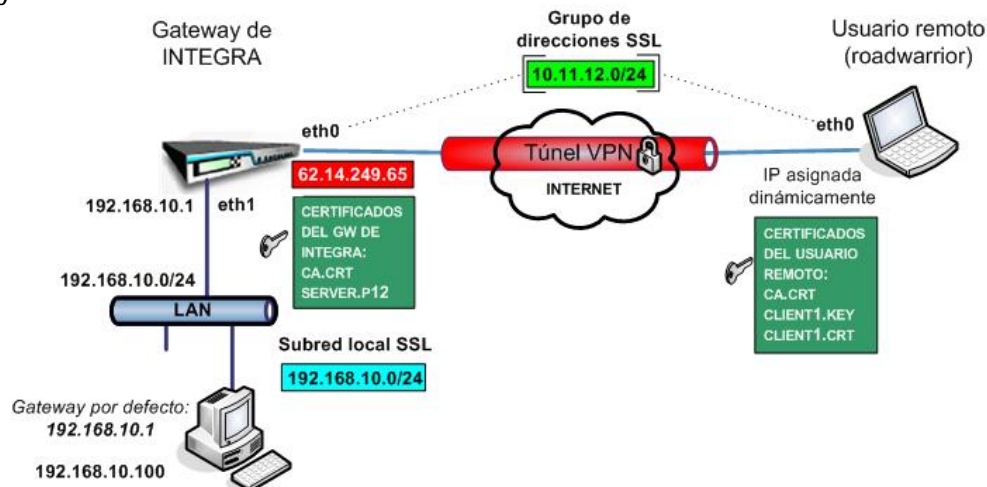 Gateway de
INTEGRA
Grupo de
direcciones SSL
10.11.12.0/24
Usuario remoto
(roadwarrior)
eth0
eth0
Túnel VPN
INTERNET
62.14.249.65
IP asignada
dinámicamente
192.168.10.1
eth1
CERTIFICADOS
DEL GW DE
INTEGRA:
CA.CRT
SERVER.P12
CERTIFICADOS
DEL USUARIO
REMOTO:
CA.CRT
CLIENT1.KEY
CLIENT1.CRT
192.168.10.0/24
LAN
Subred local SSL
192.168.10.0/24
Gateway por defecto:
192.168.10.1
192.168.10.100